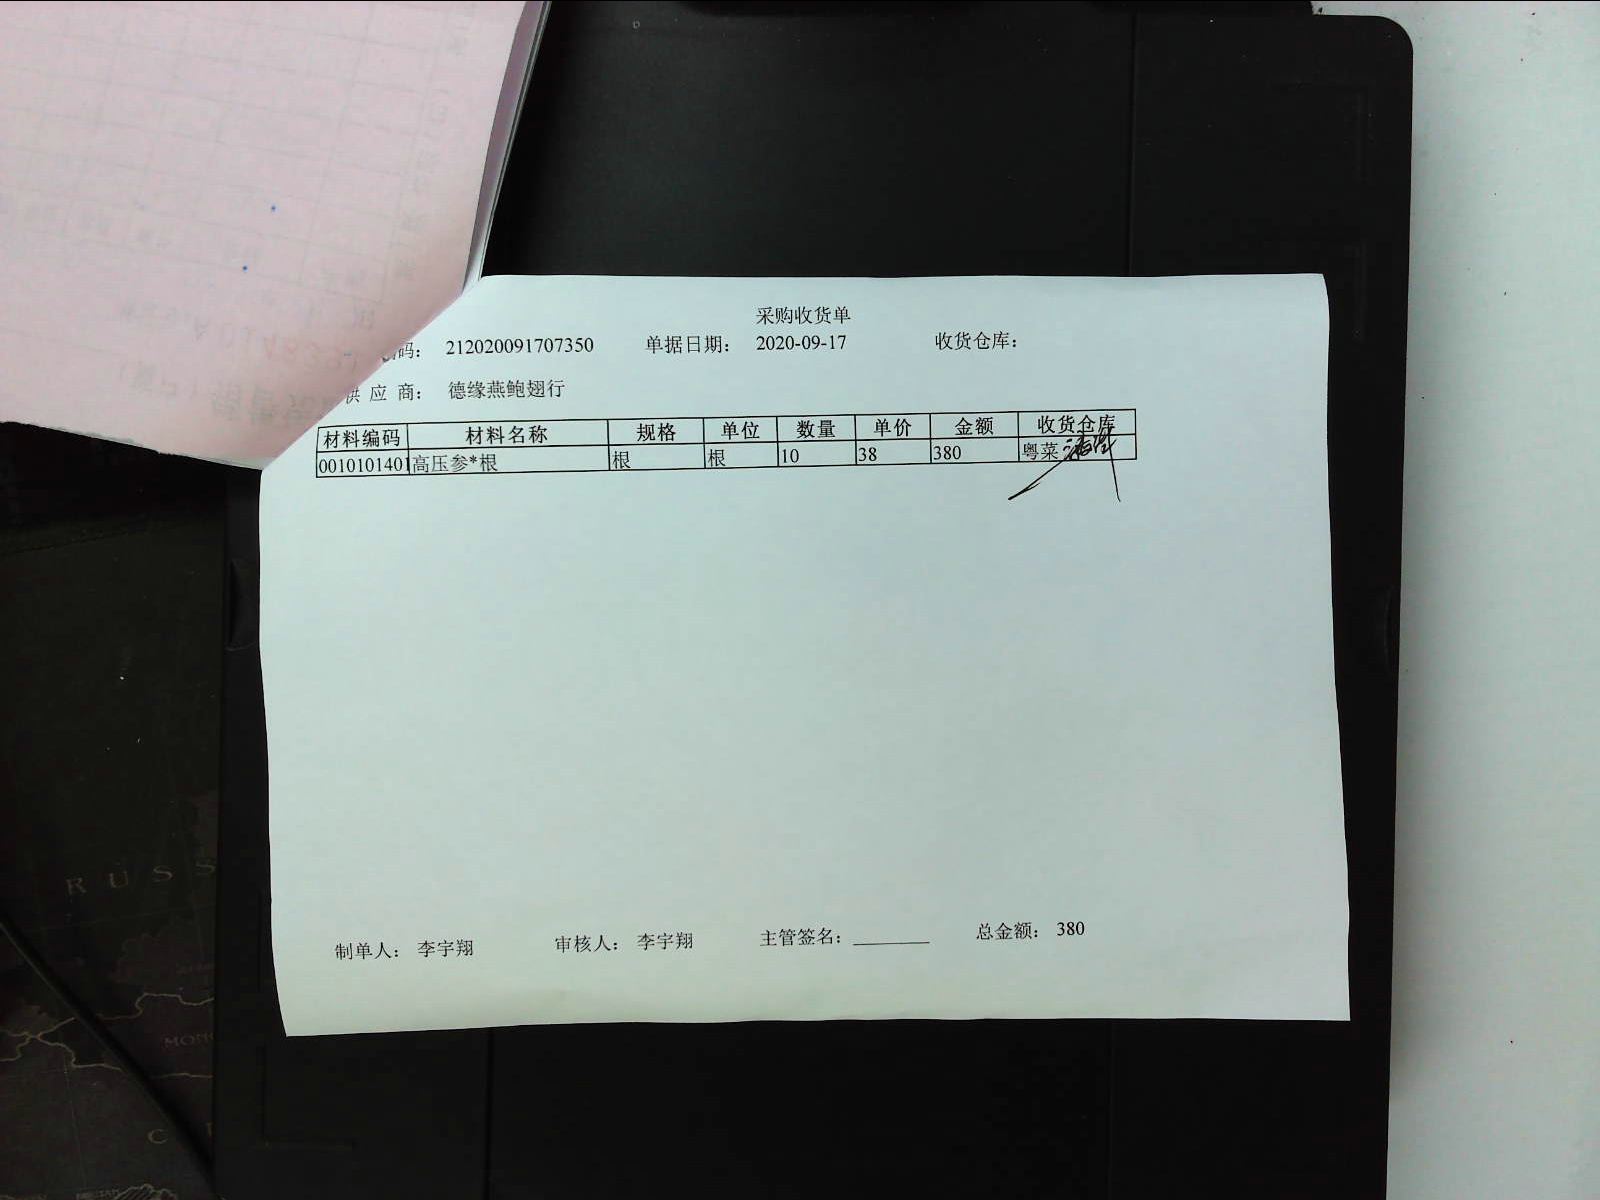 采购收货单
码： 212020091707350 单据日期： 2020-09-17 收货仓库：
供 应 商： 德缘燕鲍翅行
材料编码 材料名称 规格 单位 数量 单价 金额 收货仓库
0010101401 高压参*根 根 根 10 38 380 粤菜
制单人： 李宇翔 审核人： 李宇翔 主管签名： 总金额： 380
RUSS